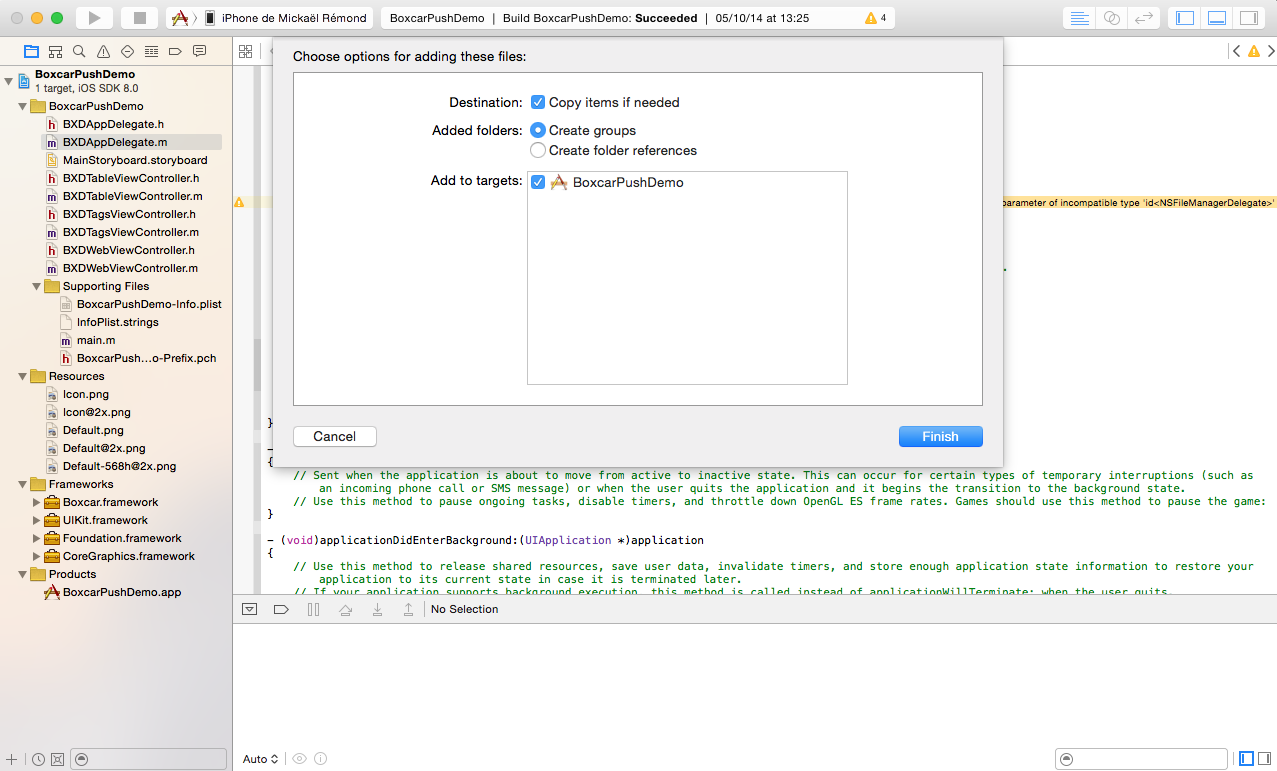 iPhone de Mickaël Rémond
BoxcarPushDemo | Build BoxcarPushDemo: Succeeded | 05/10/14 at 13:25
4
BoxcarPushDemo
1 target, iOS SDK 8.0
BoxcarPushDemo
BXDAppDelegate.h
BXDAppDelegate.m
MainStoryboard.storyboard
BXDTableViewController.h
BXDTableViewController.m
BXDTagsViewController.h
BXDTagsViewController.m
BXDWebViewController.h
BXDWebViewController.m
Supporting Files
BoxcarPushDemo-Info.plist
InfoPlist.strings
main.m
BoxcarPush...o-Prefix.pch
Resources
Icon.png
Icon@2x.png
Default.png
Default@2x.png
Default-568h@2x.png
Frameworks
Boxcar.framework
UIKit.framework
Foundation.framework
CoreGraphics.framework
Products
BoxcarPushDemo.app
Choose options for adding these files:
Destination: Copy items if needed
Added folders: Create groups
Create folder references
Add to targets: BoxcarPushDemo
Cancel
Finish
parameter of incompatible type 'id<NSFileManagerDelegate>'
}
{
// Sent when the application is about to move from active to inactive state. This can occur for certain types of temporary interruptions (such as
an incoming phone call or SMS message) or when the user quits the application and it begins the transition to the background state.
// Use this method to pause ongoing tasks, disable timers, and throttle down OpenGL ES frame rates. Games should use this method to pause the game.
}
- (void)applicationDidEnterBackground:(UIApplication *)application
{
// Use this method to release shared resources, save user data, invalidate timers, and store enough application state information to restore your
application to its current state in case it is terminated later.
// If your application supports background execution, this method is called instead of applicationWillTerminate: when the user quits.
No Selection
Auto